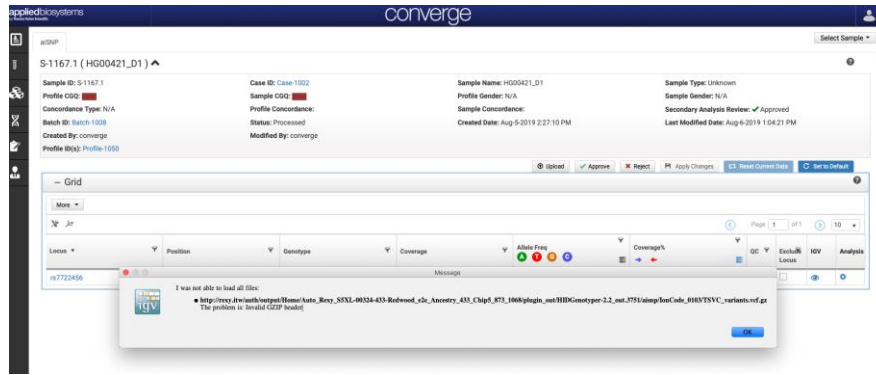 appliedbiosystems
converge
aiSNP
Select Sample
S-1167.1 ( HG00421_D1 )
Sample ID: S-1167.1 Case ID: Case-1002 Sample Name: HG00421_D1 Sample Type: Unknown
Profile CGQ: Sample CGQ: Profile Gender: N/A Sample Gender: N/A
Concordance Type: N/A Profile Concordance: Sample Concordance: Secondary Analysis Review: ✔ Approved
Batch ID: Batch-1008 Status: Processed Created Date: Aug-5-2019 2:27:10 PM Last Modified Date: Aug-6-2019 1:04:21 PM
Created By: converge Modified By: converge
Profile ID(s): Profile-1050
Upload Approve Reject Apply Changes Reset Current Data Set to Default
– Grid
More
Page 1 of 1 10
Locus Position Genotype Coverage Allele Freq Coverage% QC Exclude IGV Analysis
A T G C Locus
rs7722456
Message
igv
I was not able to load all files:
● http://rexy.itw/auth/output/Home/Auto_Rexy_S5XL-00324-433-Redwood_e2e_Ancestry_433_Chip5_873_1068/plugin_out/HIDGenotyper-2.2_out.3751/aisnp/IonCode_0103/TSVC_variants.vcf.gz
The problem is: Invalid GZIP header
OK